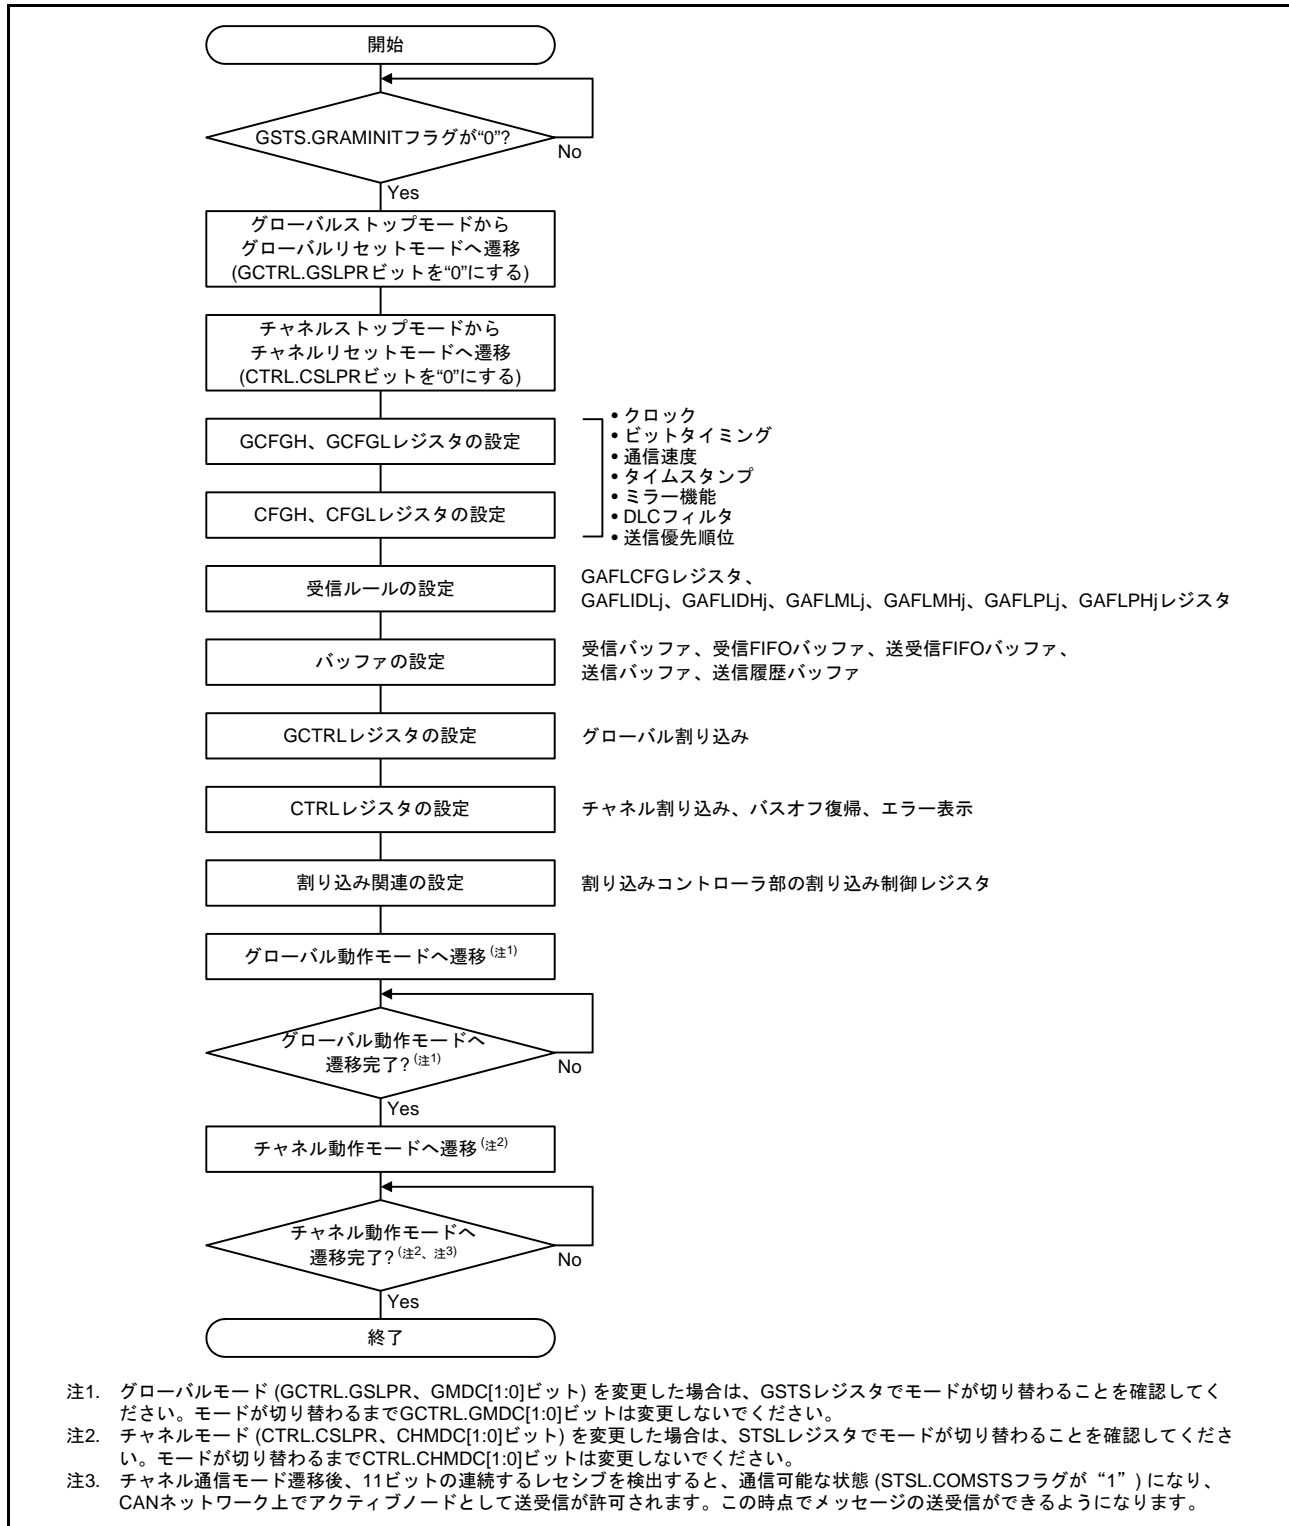 開始
GSTS.GRAMINITフラグが“0”?
No
Yes
グローバルストップモードから
グローバルリセットモードへ遷移
(GCTRL.GSLPRビットを“0”にする)
チャネルストップモードから
チャネルリセットモードへ遷移
(CTRL.CSLPRビットを“0”にする)
GCFGH、GCFGLレジスタの設定
CFGH、CFGLレジスタの設定
• クロック
• ビットタイミング
• 通信速度
• タイムスタンプ
• ミラー機能
• DLCフィルタ
• 送信優先順位
受信ルールの設定
GAFLCFGレジスタ、
GAFLIDLj、GAFLIDHj、GAFLMLj、GAFLMHj、GAFLPLj、GAFLPHjレジスタ
バッファの設定
受信バッファ、受信FIFOバッファ、送受信FIFOバッファ、
送信バッファ、送信履歴バッファ
GCTRLレジスタの設定
グローバル割り込み
CTRLレジスタの設定
チャネル割り込み、バスオフ復帰、エラー表示
割り込み関連の設定
割り込みコントローラ部の割り込み制御レジスタ
グローバル動作モードへ遷移 (注1)
グローバル動作モードへ
遷移完了? (注1)
No
Yes
チャネル動作モードへ遷移 (注2)
チャネル動作モードへ
遷移完了? (注2、注3)
No
Yes
終了
注1. グローバルモード (GCTRL.GSLPR、GMDC[1:0]ビット) を変更した場合は、GSTSレジスタでモードが切り替わることを確認してく
ださい。モードが切り替わるまでGCTRL.GMDC[1:0]ビットは変更しないでください。
注2. チャネルモード (CTRL.CSLPR、CHMDC[1:0]ビット) を変更した場合は、STSLレジスタでモードが切り替わることを確認してくださ
い。モードが切り替わるまでCTRL.CHMDC[1:0]ビットは変更しないでください。
注3. チャネル通信モード遷移後、11ビットの連続するレセシブを検出すると、通信可能な状態 (STSL.COMSTSフラグが“1”) になり、
CANネットワーク上でアクティブノードとして送受信が許可されます。この時点でメッセージの送受信ができるようになります。